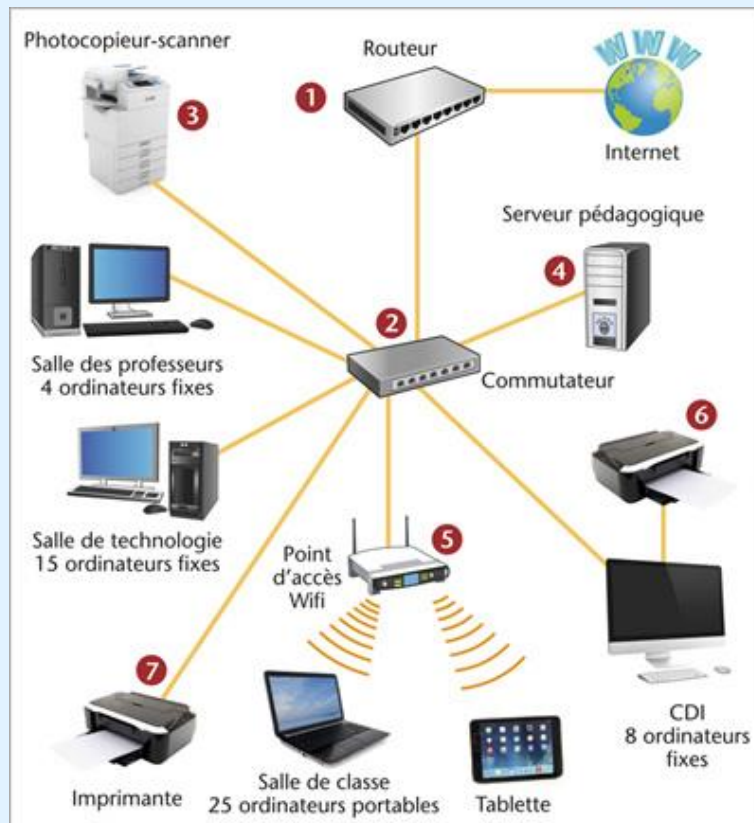 Photocopieur-scanner
3
Routeur
1
WWW
Internet
Serveur pédagogique
4
2
Commutateur
Salle des professeurs
4 ordinateurs fixes
6
Salle de technologie
15 ordinateurs fixes
Point
d'accès
Wifi
5
7
Imprimante
Salle de classe
25 ordinateurs portables
Tablette
CDI
8 ordinateurs
fixes